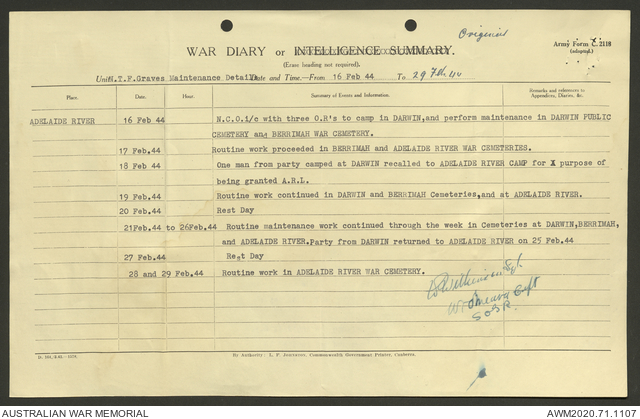 Original
Army Form C. 2118
(adapted.)
WAR DIARY or INTELLIGENCE SUMMARY.
(Erase heading not required).
Unit N.T.F.Graves Maintenance Detail Date and Time.—From 16 Feb 44 To 29 Feb 44
Place. Date. Hour. Summary of Events and Information. Remarks and references to Appendices, Diaries, &c.
ADELAIDE RIVER 16 Feb 44 N.C.O.i/c with three O.R's to camp in DARWIN,and perform maintenance in DARWIN PUBLIC
CEMETERY and BERRIMAH WAR CEMETERY.
17 Feb.44 Routine work proceeded in BERRIMAH and ADELAIDE RIVER WAR CEMETERIES.
18 Feb 44 One man from party camped at DARWIN recalled to ADELAIDE RIVER CAMP for X purpose of
being granted A.R.L.
19 Feb.44 Routine work continued in DARWIN and BERRIMAH Cemeteries,and at ADELAIDE RIVER.
20 Feb.44 Rest Day
21Feb.44 to 26Feb.44 Routine maintenance work continued through the week in Cemeteries at DARWIN,BERRIMAH,
and ADELAIDE RIVER.Party from DARWIN returned to ADELAIDE RIVER on 25 Feb.44
27 Feb.44 Rest Day
28 and 29 Feb.44 Routine work in ADELAIDE RIVER WAR CEMETERY.
By Authority: L. F. Johnston, Commonwealth Government Printer, Canberra.
AUSTRALIAN WAR MEMORIAL AWM2020.71.1107